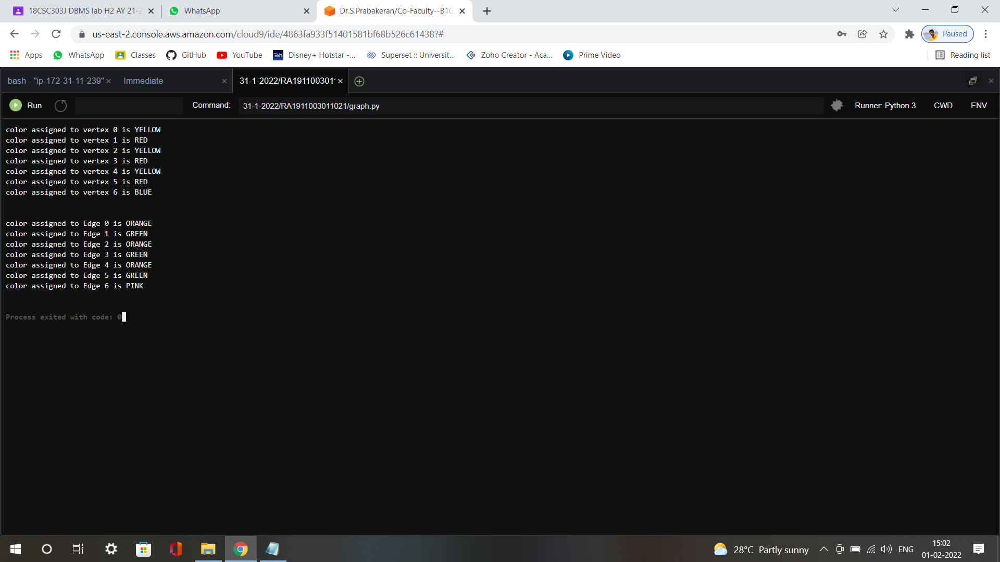 18CSC303J DBMS lab H2 AY 21-2
WhatsApp
Dr.S.Prabakeran/Co-Faculty--B1G
us-east-2.console.aws.amazon.com/cloud9/ide/4863fa933f51401581bf68b526c61438?#
Paused
Apps WhatsApp Classes GitHub YouTube Disney+ Hotstar -... Superset :: Universit... Zoho Creator - Aca... Prime Video Reading list
bash - "ip-172-31-11-239" Immediate 31-1-2022/RA191100301
Run Command: 31-1-2022/RA1911003011021/graph.py Runner: Python 3 CWD ENV
color assigned to vertex 0 is YELLOW
color assigned to vertex 1 is RED
color assigned to vertex 2 is YELLOW
color assigned to vertex 3 is RED
color assigned to vertex 4 is YELLOW
color assigned to vertex 5 is RED
color assigned to vertex 6 is BLUE
color assigned to Edge 0 is ORANGE
color assigned to Edge 1 is GREEN
color assigned to Edge 2 is ORANGE
color assigned to Edge 3 is GREEN
color assigned to Edge 4 is ORANGE
color assigned to Edge 5 is GREEN
color assigned to Edge 6 is PINK
Process exited with code: 0
28°C Partly sunny ENG
15:02
01-02-2022